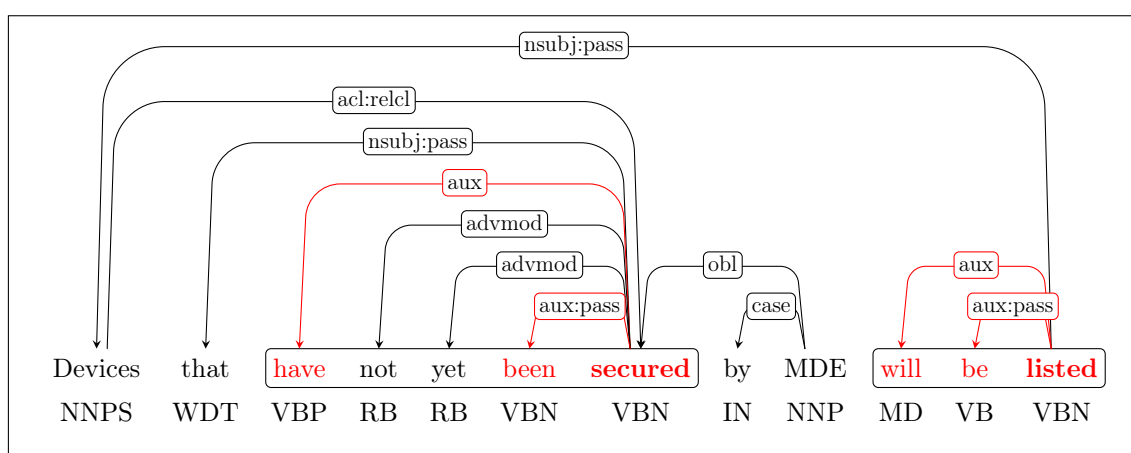 nsubj:pass
acl:relcl
nsubj:pass
aux
advmod
advmod obl aux
aux:pass case aux:pass
Devices that have not yet been secured by MDE will be listed
NNPS WDT VBP RB RB VBN VBN IN NNP MD VB VBN